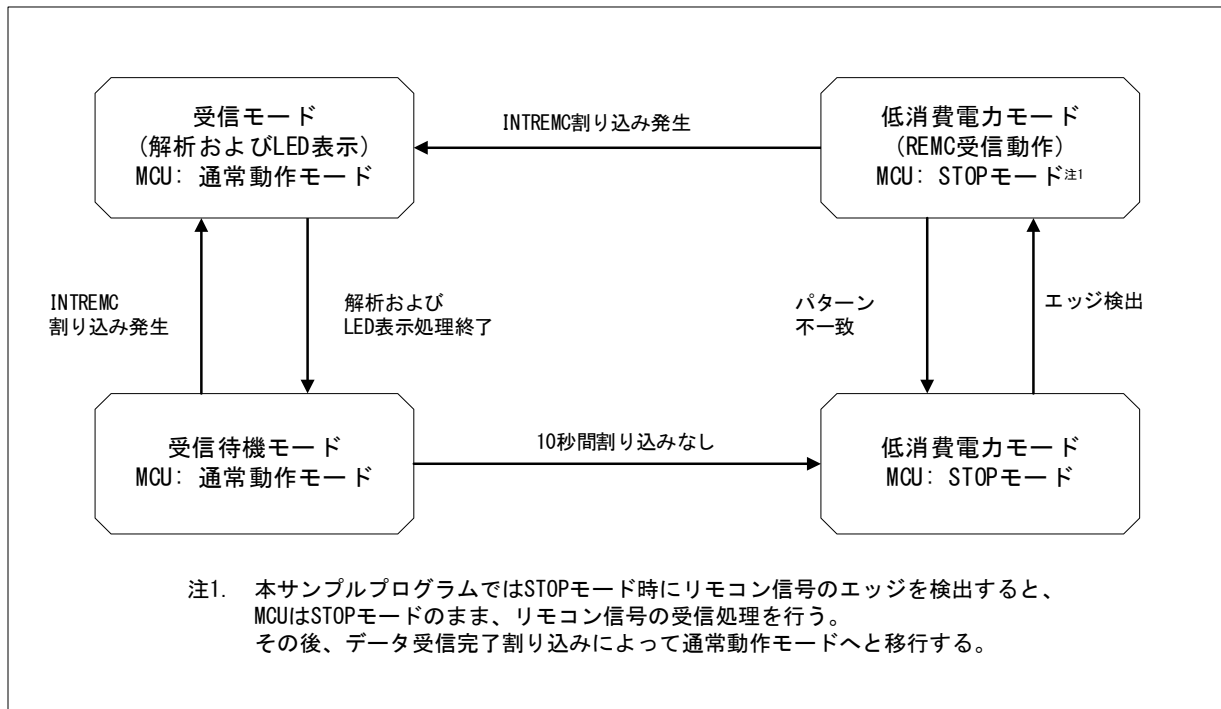 受信モード
(解析およびLED表示)
MCU: 通常動作モード
INTREMC割り込み発生
低消費電力モード
(REMC受信動作)
MCU: STOPモード注1
INTREMC
割り込み発生
解析および
LED表示処理終了
パターン
不一致
エッジ検出
受信待機モード
MCU: 通常動作モード
10秒間割り込みなし
低消費電力モード
MCU: STOPモード
注1. 本サンプルプログラムではSTOPモード時にリモコン信号のエッジを検出すると、
MCUはSTOPモードのまま、リモコン信号の受信処理を行う。
その後、データ受信完了割り込みによって通常動作モードへと移行する。